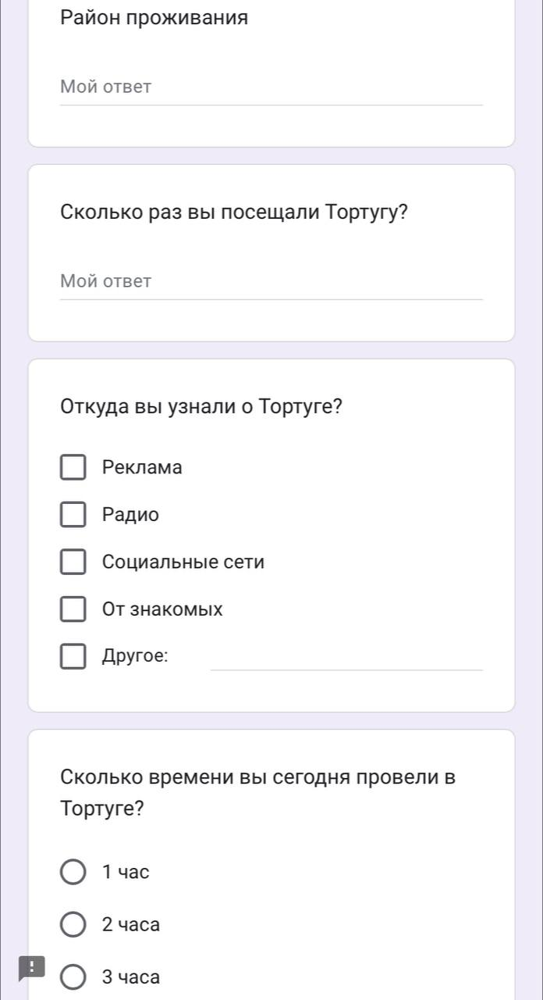 Район проживания
Мой ответ
Сколько раз вы посещали Тортугу?
Мой ответ
Откуда вы узнали о Тортуге?
Реклама
Радио
Социальные сети
От знакомых
Другое:
Сколько времени вы сегодня провели в
Тортуге?
1 час
2 часа
3 часа